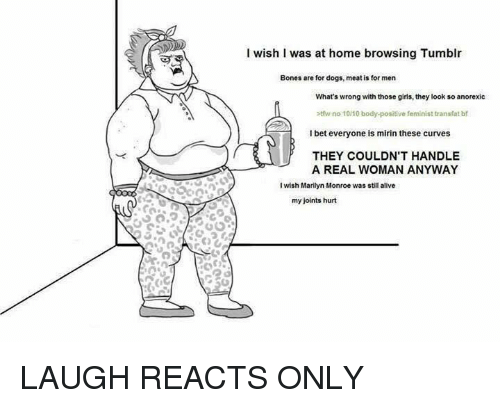 I wish I was at home browsing Tumblr
Bones are for dogs, meat is for men
What's wrong with those girls, they look so anorexic
>tfw no 10/10 body-positive feminist transfat bf
I bet everyone is mirin these curves
THEY COULDN'T HANDLE
A REAL WOMAN ANYWAY
I wish Marilyn Monroe was still alive
my joints hurt
LAUGH REACTS ONLY